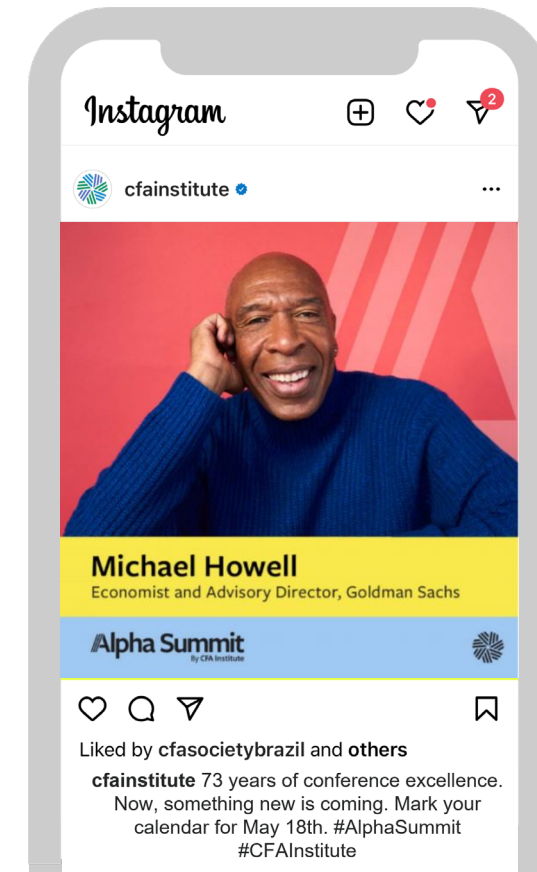 Instagram
2
cfainstitute
Michael Howell
Economist and Advisory Director, Goldman Sachs
Alpha Summit
By CFA Institute
Liked by cfasocietybrazil and others
cfainstitute 73 years of conference excellence.
Now, something new is coming. Mark your
calendar for May 18th. #AlphaSummit
#CFAInstitute